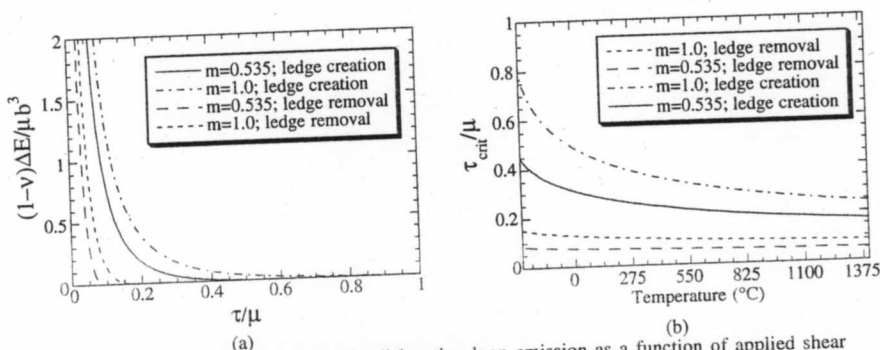 2
1.5
1
0.5
0
(1−ν)ΔE/μb³
m=0.535; ledge creation
m=1.0; ledge creation
m=0.535; ledge removal
m=1.0; ledge removal
0 0.2 0.4 0.6 0.8 1
τ/μ
(a)
1
0.8
0.6
0.4
0.2
0
τcrit/μ
m=1.0; ledge removal
m=0.535; ledge removal
m=1.0; ledge creation
m=0.535; ledge creation
0 275 550 825 1100 1375
Temperature (°C)
(b)
emission as a function of applied shear